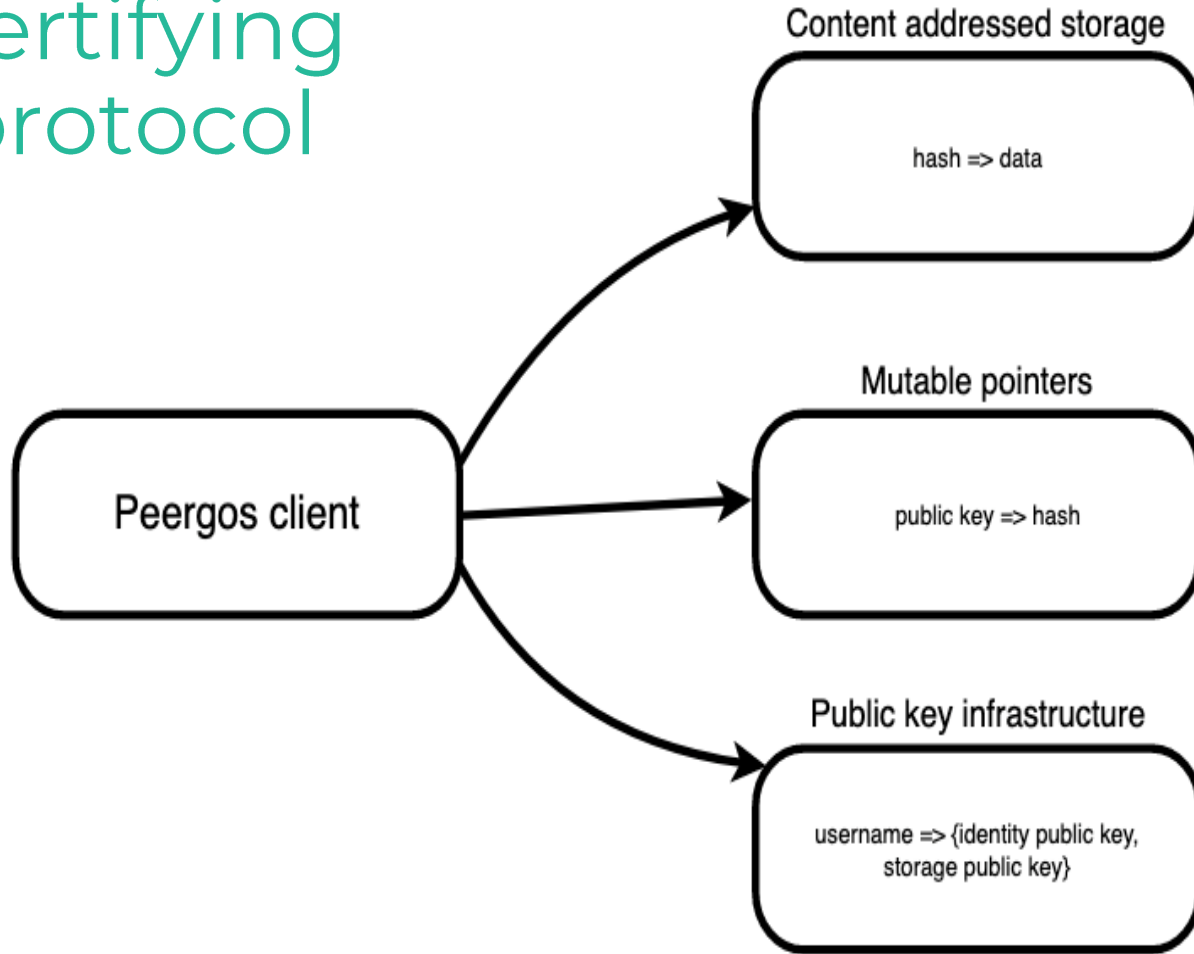 ertifying
protocol
Content addressed storage
hash => data
Mutable pointers
Peergos client
public key => hash
Public key infrastructure
username => {identity public key,
storage public key}